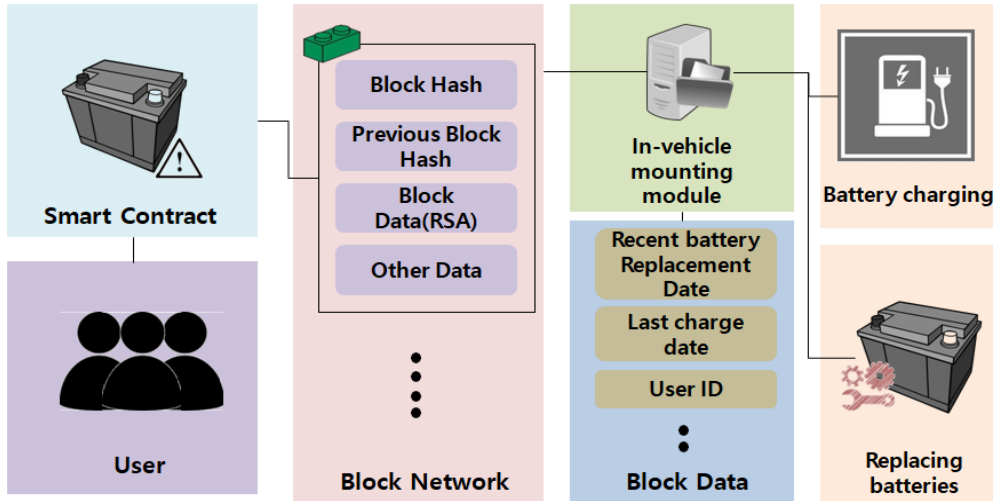 Smart Contract
User
Block Hash
Previous Block
Hash
Block
Data(RSA)
Other Data
Block Network
In-vehicle
mounting
module
Recent battery
Replacement
Date
Last charge
date
User ID
Block Data
Battery charging
Replacing
batteries